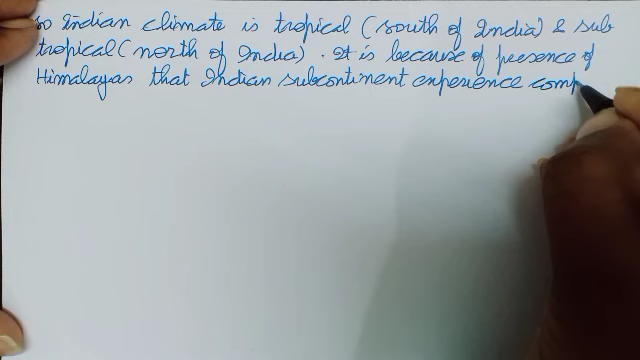 so Indian climate is tropical (south of India) & sub
tropical (north of India). It is because of presence of
Himalayas that Indian subcontinent experience comp